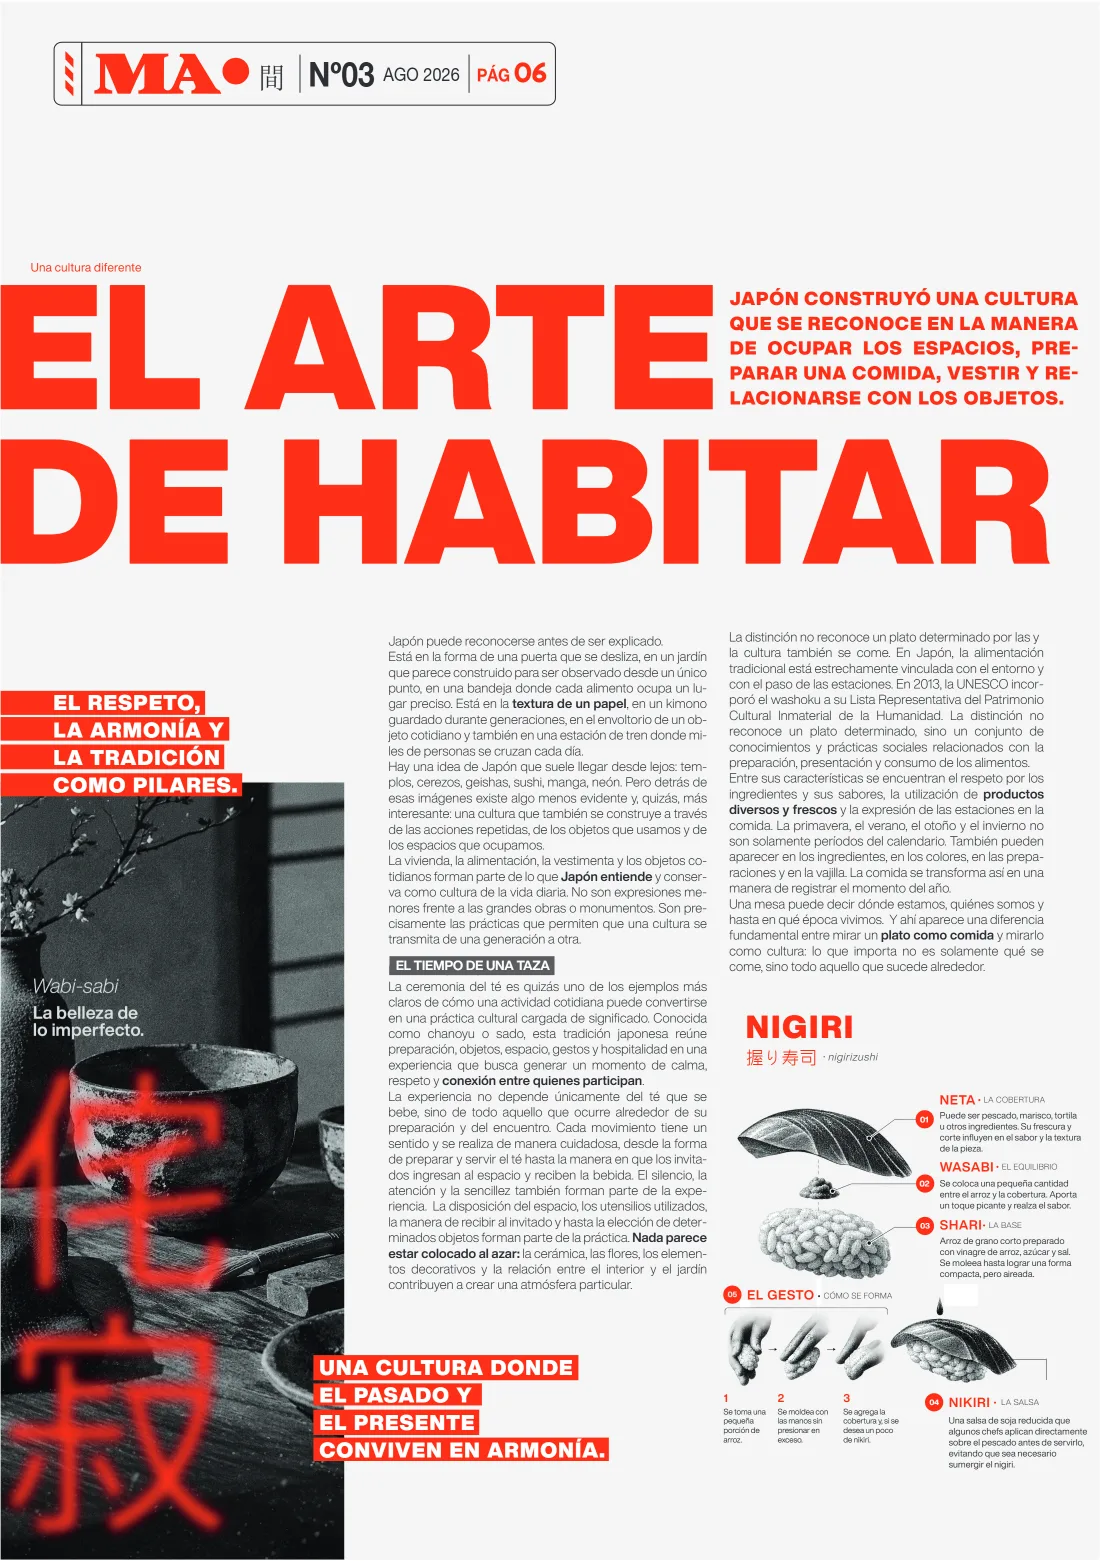 MA 間 Nº03 AGO 2026 PÁG 06
Una cultura diferente
EL ARTE
DE HABITAR
JAPÓN CONSTRUYÓ UNA CULTURA
QUE SE RECONOCE EN LA MANERA
DE OCUPAR LOS ESPACIOS, PRE-
PARAR UNA COMIDA, VESTIR Y RE-
LACIONARSE CON LOS OBJETOS.
EL RESPETO,
LA ARMONÍA Y
LA TRADICIÓN
COMO PILARES.
Wabi-sabi
La belleza de
lo imperfecto.
侘
寂
Japón puede reconocerse antes de ser explicado.
Está en la forma de una puerta que se desliza, en un jardín
que parece construido para ser observado desde un único
punto, en una bandeja donde cada alimento ocupa un lu-
gar preciso. Está en la textura de un papel, en un kimono
guardado durante generaciones, en el envoltorio de un ob-
jeto cotidiano y también en una estación de tren donde mi-
les de personas se cruzan cada día.
Hay una idea de Japón que suele llegar desde lejos: tem-
plos, cerezos, geishas, sushi, manga, neón. Pero detrás de
esas imágenes existe algo menos evidente y, quizás, más
interesante: una cultura que también se construye a través
de las acciones repetidas, de los objetos que usamos y de
los espacios que ocupamos.
La vivienda, la alimentación, la vestimenta y los objetos co-
tidianos forman parte de lo que Japón entiende y conser-
va como cultura de la vida diaria. No son expresiones me-
nores frente a las grandes obras o monumentos. Son pre-
cisamente las prácticas que permiten que una cultura se
transmita de una generación a otra.
EL TIEMPO DE UNA TAZA
La ceremonia del té es quizás uno de los ejemplos más
claros de cómo una actividad cotidiana puede convertirse
en una práctica cultural cargada de significado. Conocida
como chanoyu o sado, esta tradición japonesa reúne
preparación, objetos, espacio, gestos y hospitalidad en una
experiencia que busca generar un momento de calma,
respeto y conexión entre quienes participan.
La experiencia no depende únicamente del té que se
bebe, sino de todo aquello que ocurre alrededor de su
preparación y del encuentro. Cada movimiento tiene un
sentido y se realiza de manera cuidadosa, desde la forma
de preparar y servir el té hasta la manera en que los invita-
dos ingresan al espacio y reciben la bebida. El silencio, la
atención y la sencillez también forman parte de la expe-
riencia. La disposición del espacio, los utensilios utilizados,
la manera de recibir al invitado y hasta la elección de deter-
minados objetos forman parte de la práctica. Nada parece
estar colocado al azar: la cerámica, las flores, los elemen-
tos decorativos y la relación entre el interior y el jardín
contribuyen a crear una atmósfera particular.
UNA CULTURA DONDE
EL PASADO Y
EL PRESENTE
CONVIVEN EN ARMONÍA.
La distinción no reconoce un plato determinado por las y
la cultura también se come. En Japón, la alimentación
tradicional está estrechamente vinculada con el entorno y
con el paso de las estaciones. En 2013, la UNESCO incor-
poró el washoku a su Lista Representativa del Patrimonio
Cultural Inmaterial de la Humanidad. La distinción no
reconoce un plato determinado, sino un conjunto de
conocimientos y prácticas sociales relacionados con la
preparación, presentación y consumo de los alimentos.
Entre sus características se encuentran el respeto por los
ingredientes y sus sabores, la utilización de productos
diversos y frescos y la expresión de las estaciones en la
comida. La primavera, el verano, el otoño y el invierno no
son solamente períodos del calendario. También pueden
aparecer en los ingredientes, en los colores, en las prepa-
raciones y en la vajilla. La comida se transforma así en una
manera de registrar el momento del año.
Una mesa puede decir dónde estamos, quiénes somos y
hasta en qué época vivimos. Y ahí aparece una diferencia
fundamental entre mirar un plato como comida y mirarlo
como cultura: lo que importa no es solamente qué se
come, sino todo aquello que sucede alrededor.
NIGIRI
握り寿司 · nigirizushi
01 NETA · LA COBERTURA
Puede ser pescado, marisco, tortila
u otros ingredientes. Su frescura y
corte influyen en el sabor y la textura
de la pieza.
02 WASABI · EL EQUILIBRIO
Se coloca una pequeña cantidad
entre el arroz y la cobertura. Aporta
un toque picante y realza el sabor.
03 SHARI· LA BASE
Arroz de grano corto preparado
con vinagre de arroz, azúcar y sal.
Se moleea hasta lograr una forma
compacta, pero aireada.
05 EL GESTO · CÓMO SE FORMA
1
Se toma una
pequeña
porción de
arroz.
2
Se moldea con
las manos sin
presionar en
exceso.
3
Se agrega la
cobertura y, si se
desea un poco
de nikiri.
04 NIKIRI · LA SALSA
Una salsa de soja reducida que
algunos chefs aplican directamente
sobre el pescado antes de servirlo,
evitando que sea necesario
sumergir el nigiri.